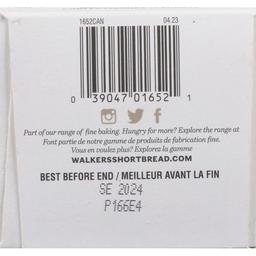 1652CAN 04.23
0 39047 01652 1
Part of our range of fine baking. Hungry for more? Explore the range at
Font partie de notre gamme de produits de fabrication fine.
Vous en voulez plus? Explorez la gamme
WALKERSSHORTBREAD.COM
BEST BEFORE END / MEILLEUR AVANT LA FIN
SE 2024
P166E4